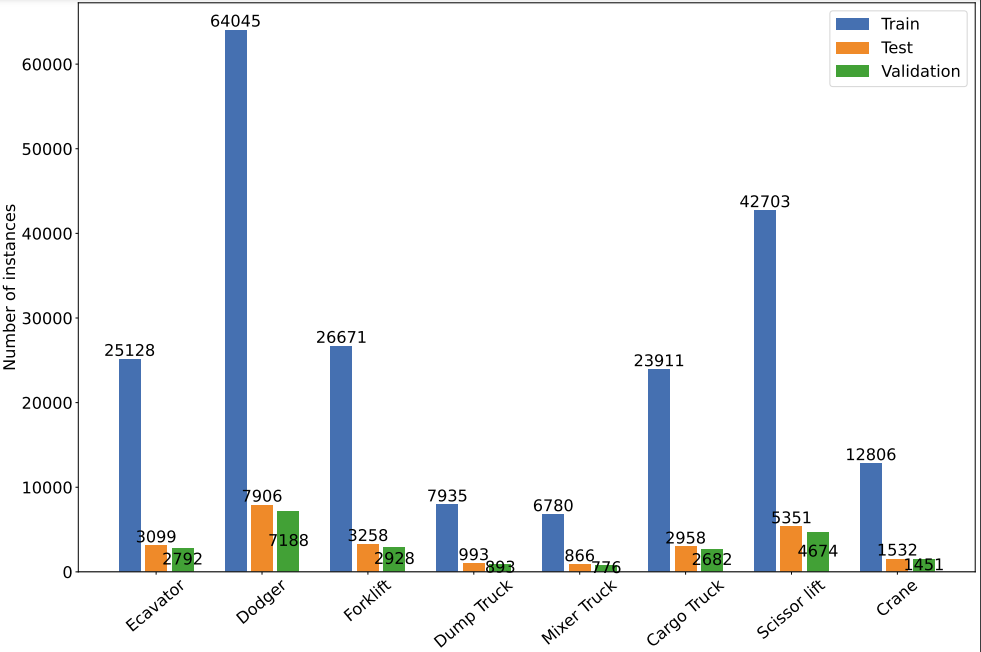 64045
Train
Test
Validation
60000
50000
42703
40000
Number of instances
30000
26671
25128
23911
20000
12806
10000
7906
7935
6780
5351
3099
7188
3258
2958
4674
2792
2928
993
893
866
776
2682
1532
1451
0
Ecavator
Dodger
Forklift
Dump Truck
Mixer Truck
Cargo Truck
Scissor lift
Crane